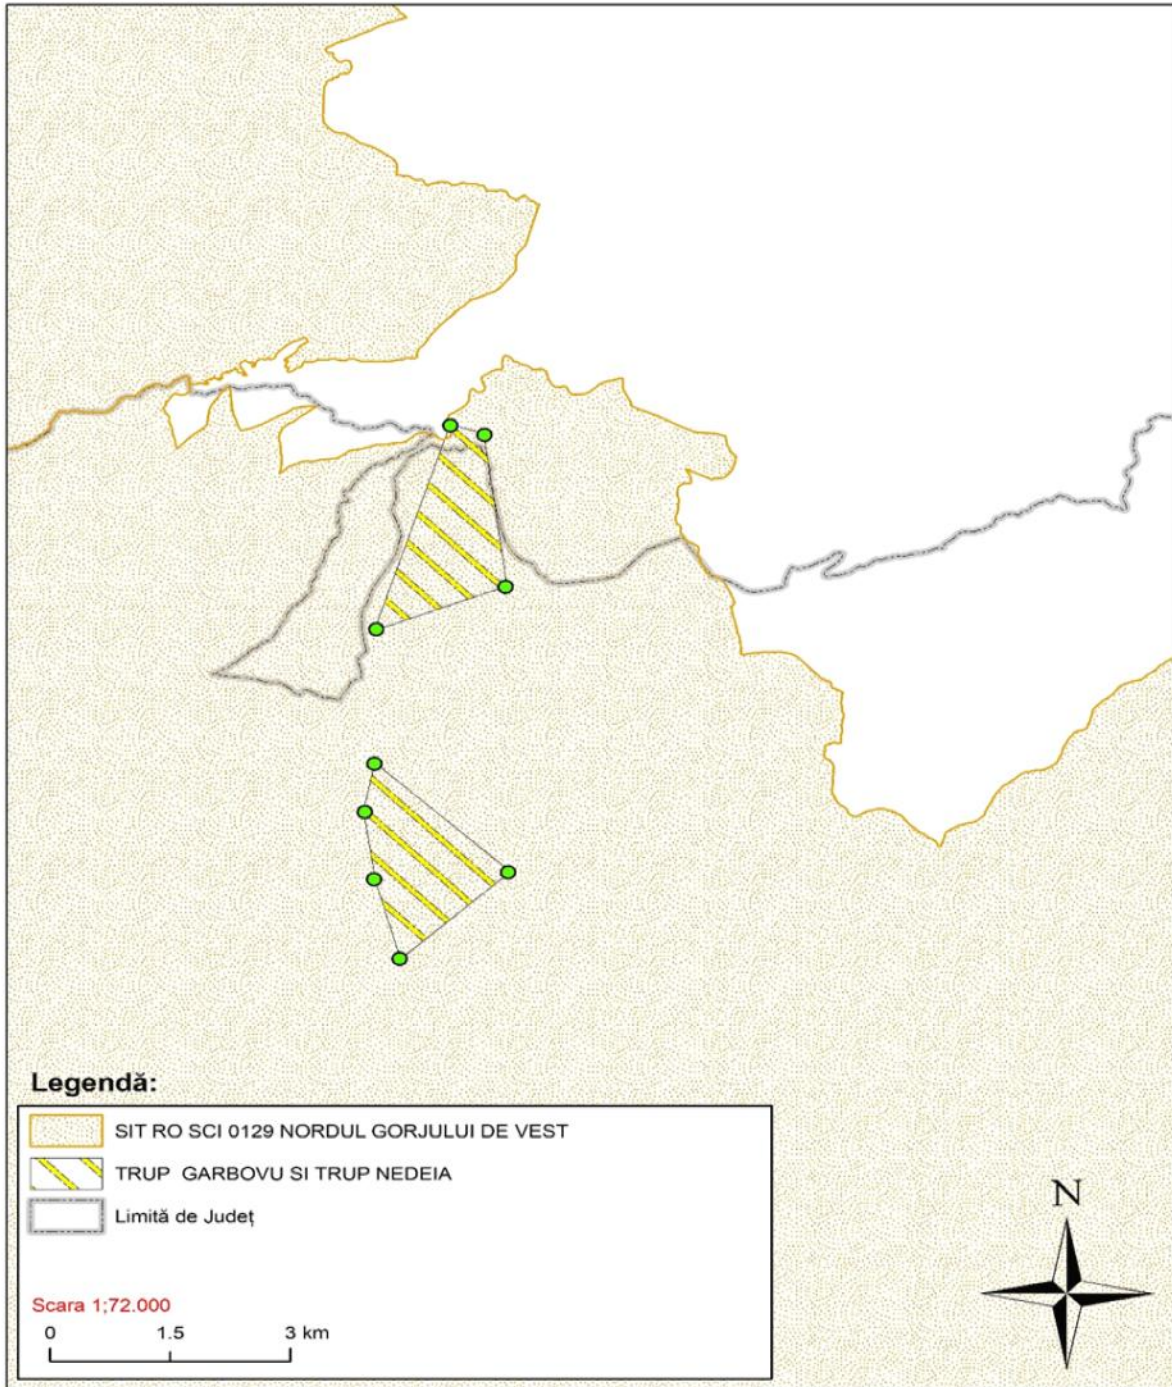 Legendă:
SIT RO SCI 0129 NORDUL GORJULUI DE VEST
TRUP GARBOVU SI TRUP NEDEIA
Limită de Județ
N
Scara 1;72.000
0 1.5 3 km